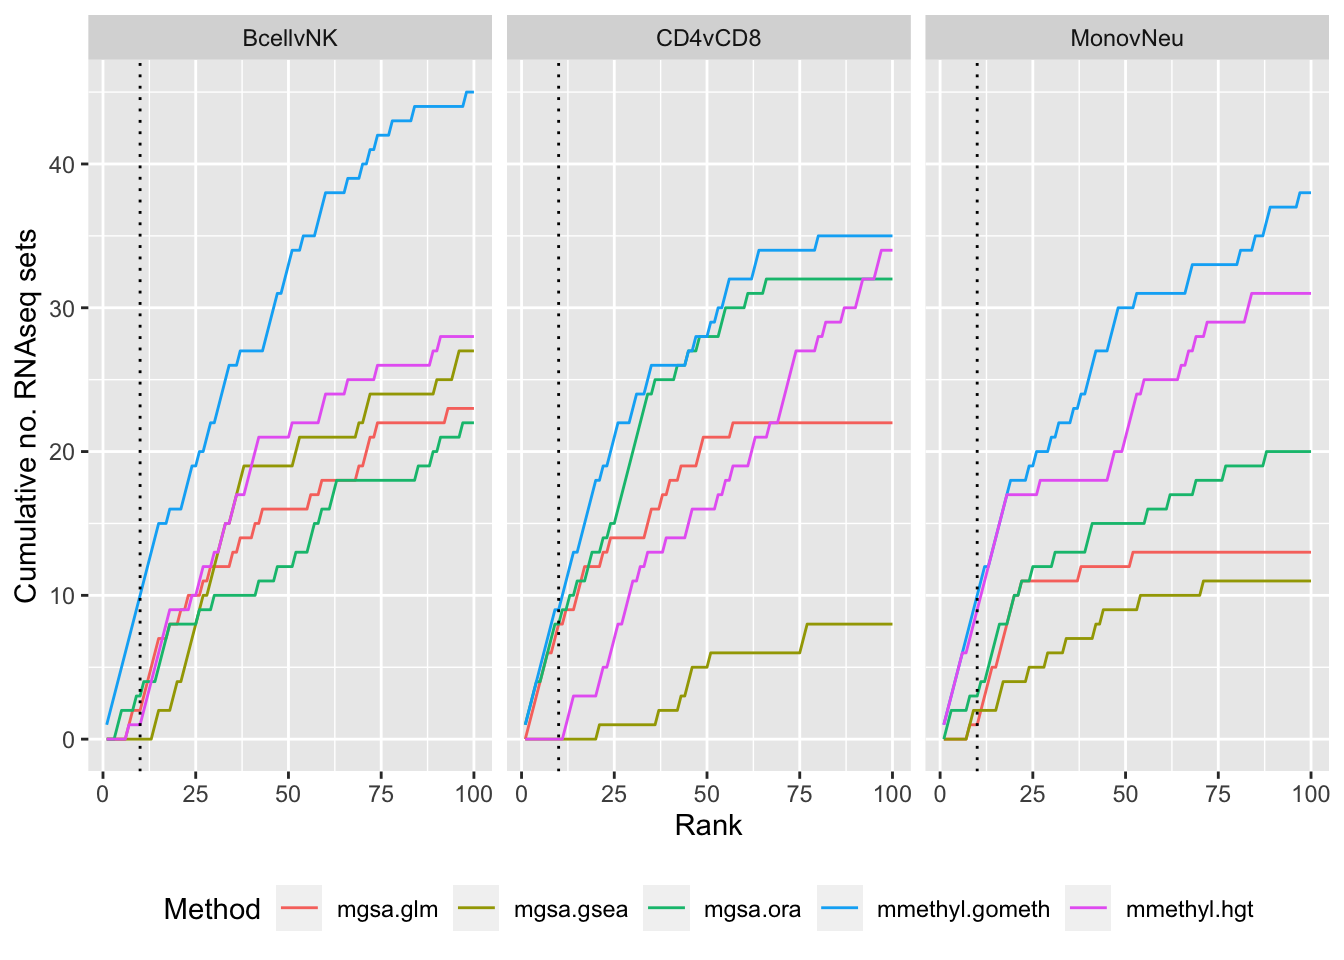 BcellvNK CD4vCD8 MonovNeu
Cumulative no. RNAseq sets
40
30
20
10
0
0 25 50 75 100 0 25 50 75 100 0 25 50 75 100
Rank
Method mgsa.glm mgsa.gsea mgsa.ora mmethyl.gometh mmethyl.hgt